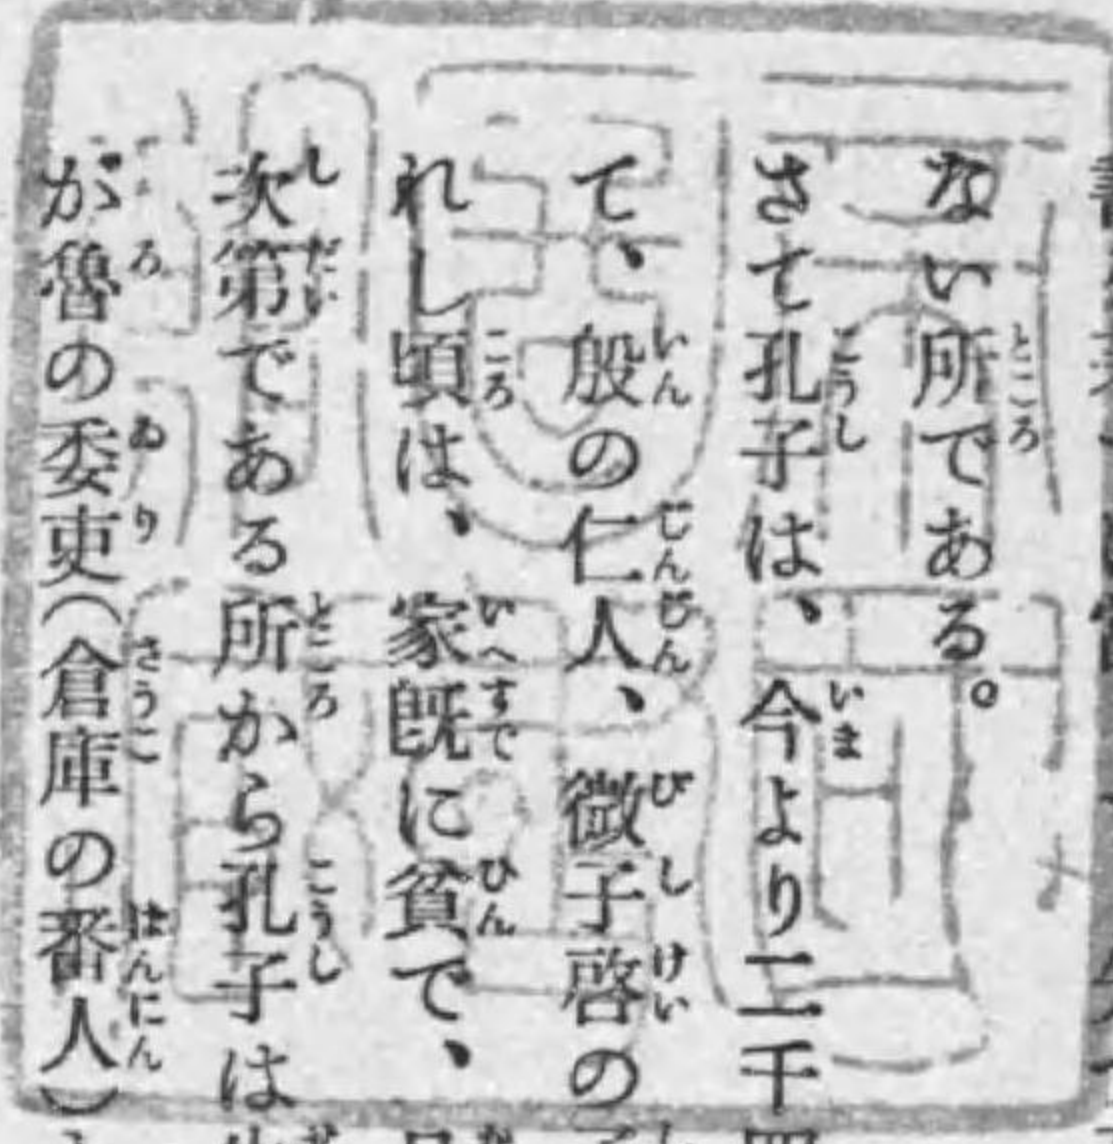 ない所である。
さて孔子は、今より二千四
て、殷の仁人、微子啓の
れし頃は、家既に貧で、
次第である所から孔子は
が魯の委吏(倉庫の番人)